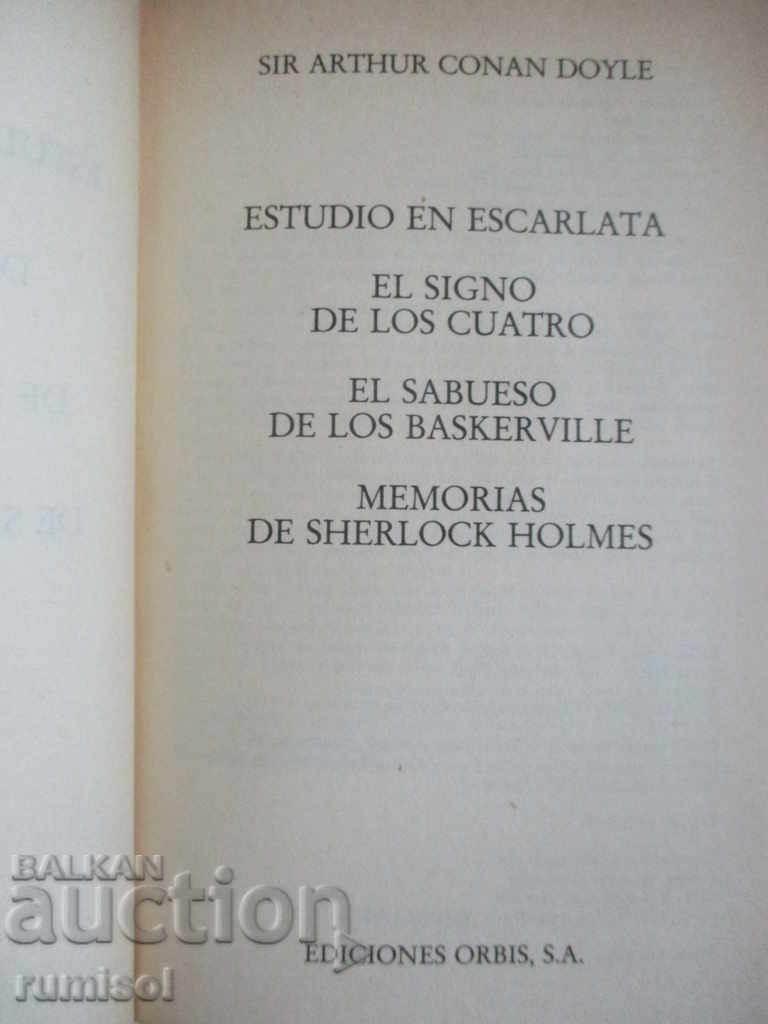 SIR ARTHUR CONAN DOYLE
ESTUDIO EN ESCARLATA
EL SIGNO
DE LOS CUATRO
EL SABUESO
DE LOS BASKERVILLE
MEMORIAS
DE SHERLOCK HOLMES
EDICIONES ORBIS, S.A.
BALKAN
auction
rumisol